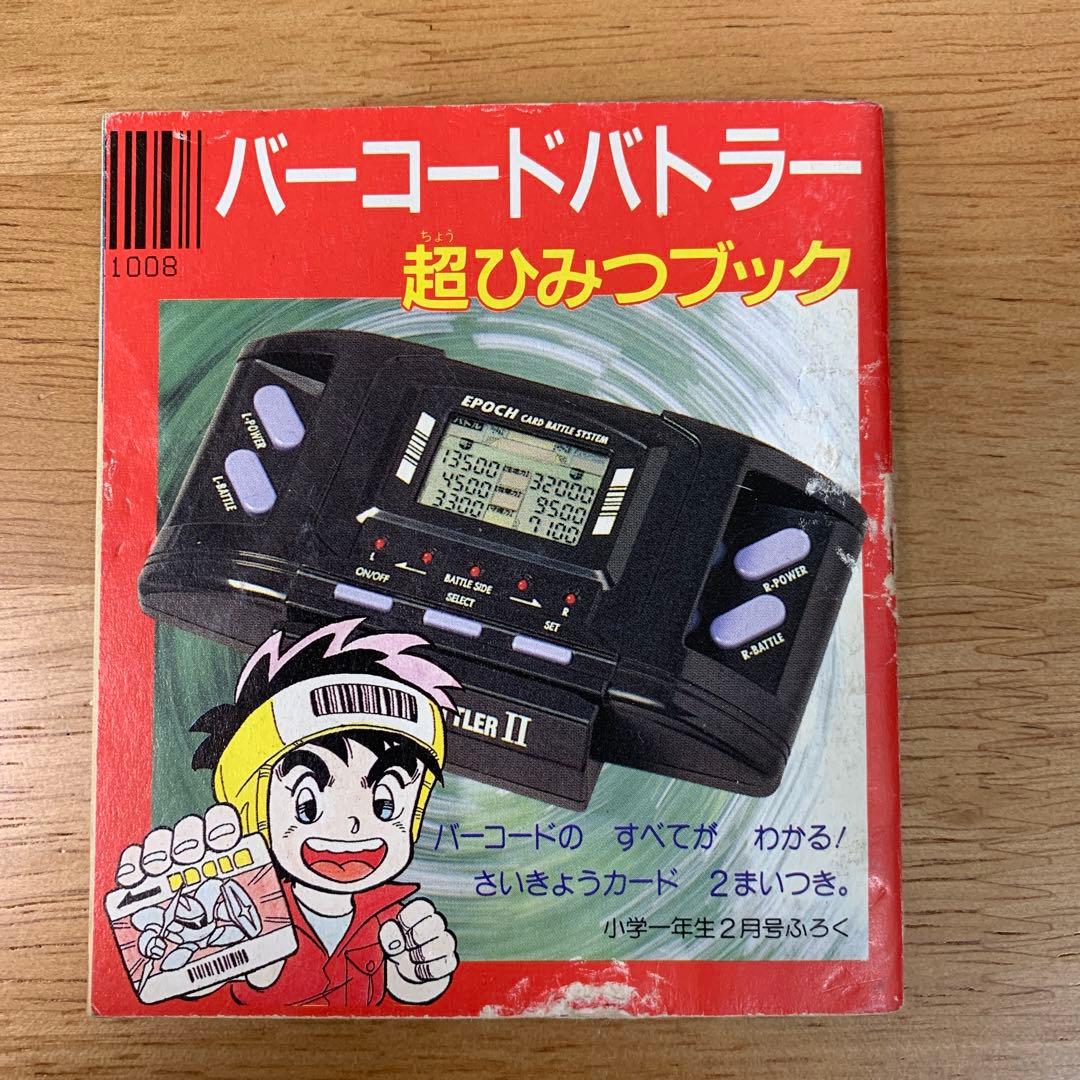 バーコードバトラー
1008
ちょう
超ひみつブック
EPOCH CARD BATTLE SYSTEM
バトル
13500 32000
4500 9500
3300 7100
L-POWER
L-BATTLE
L BATTLE SIDE R
ON/OFF SELECT SET
R-POWER
R-BATTLE
TLER II
バーコードの すべてが わかる!
さいきょうカード 2まいつき。
小学一年生2月号ふろく